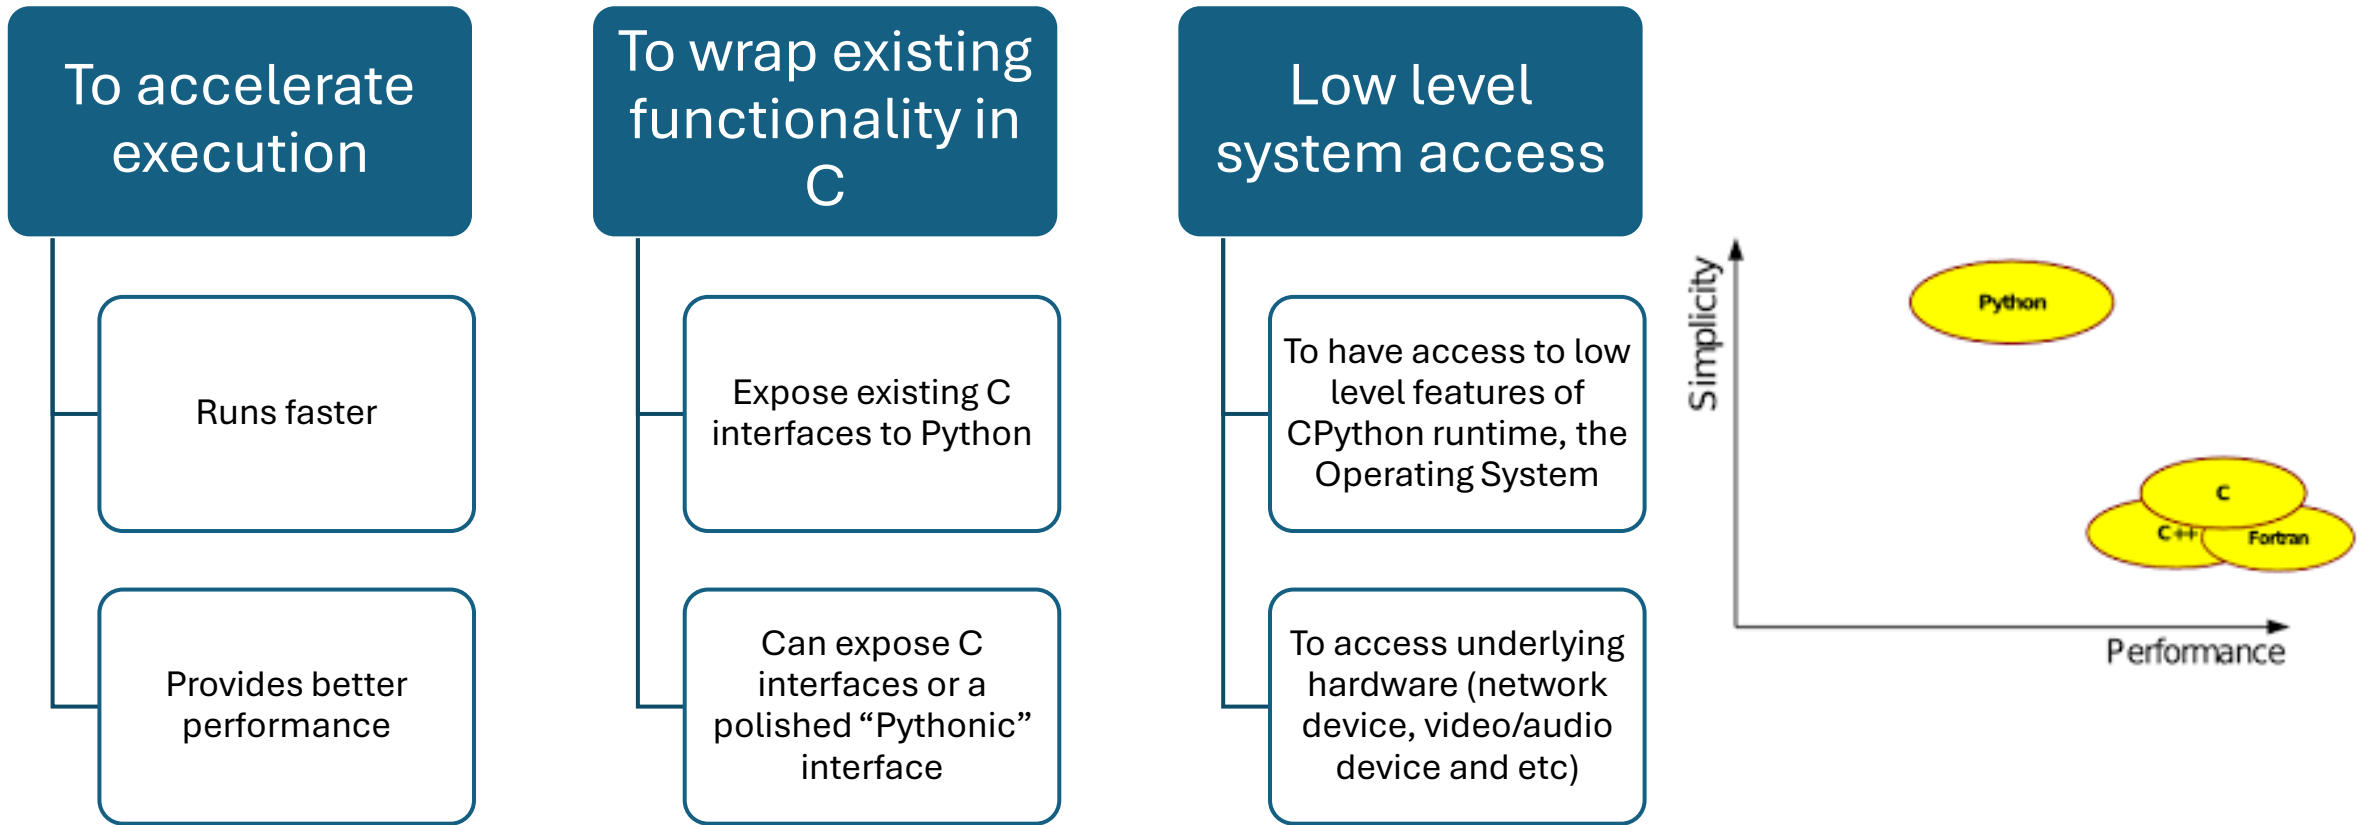 To accelerate
execution
Runs faster
Provides better
performance
To wrap existing
functionality in
C
Expose existing C
interfaces to Python
Can expose C
interfaces or a
polished “Pythonic”
interface
Low level
system access
To have access to low
level features of
CPython runtime, the
Operating System
To access underlying
hardware (network
device, video/audio
device and etc)
Simplicity
Python
C
C++
Fortran
Performance